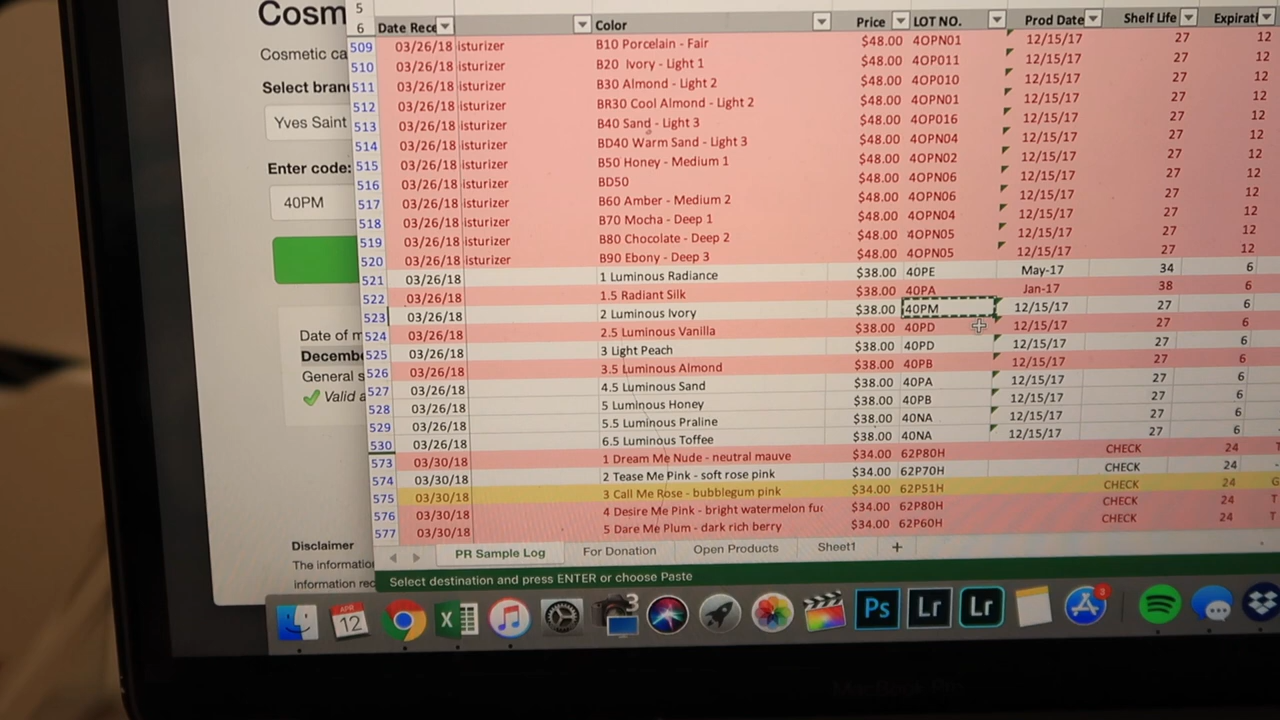 Cosm
Cosmetic ca
Select bran
Yves Saint
Enter code:
40PM
Date of m
Decembe
General s
Valid a
Disclaimer
The informatio
information rec
5
6 Date Rece Color Price LOT NO. Prod Date Shelf Life Expirati
509 03/26/18 isturizer B10 Porcelain - Fair $48.00 4OPN01 12/15/17 27 12
510 03/26/18 isturizer B20 Ivory - Light 1 $48.00 4OP011 12/15/17 27 12
511 03/26/18 isturizer B30 Almond - Light 2 $48.00 4OP010 12/15/17 27 12
512 03/26/18 isturizer BR30 Cool Almond - Light 2 $48.00 4OPN01 12/15/17 27 12
513 03/26/18 isturizer B40 Sand - Light 3 $48.00 4OP016 12/15/17 27 12
514 03/26/18 isturizer BD40 Warm Sand - Light 3 $48.00 4OPN04 12/15/17 27 12
515 03/26/18 isturizer B50 Honey - Medium 1 $48.00 4OPN02 12/15/17 27 12
516 03/26/18 isturizer BD50 $48.00 4OPN06 12/15/17 27 12
517 03/26/18 isturizer B60 Amber - Medium 2 $48.00 4OPN06 12/15/17 27 12
518 03/26/18 isturizer B70 Mocha - Deep 1 $48.00 4OPN04 12/15/17 27 12
519 03/26/18 isturizer B80 Chocolate - Deep 2 $48.00 4OPN05 12/15/17 27 12
520 03/26/18 isturizer B90 Ebony - Deep 3 $48.00 4OPN05 12/15/17 27 12
521 03/26/18 1 Luminous Radiance $38.00 40PE May-17 34 6
522 03/26/18 1.5 Radiant Silk $38.00 40PA Jan-17 38 6
523 03/26/18 2 Luminous Ivory $38.00 40PM 12/15/17 27 6
524 03/26/18 2.5 Luminous Vanilla $38.00 40PD 12/15/17 27 6
525 03/26/18 3 Light Peach $38.00 40PD 12/15/17 27 6
526 03/26/18 3.5 Luminous Almond $38.00 40PB 12/15/17 27 6
527 03/26/18 4.5 Luminous Sand $38.00 40PA 12/15/17 27 6
528 03/26/18 5 Luminous Honey $38.00 40PB 12/15/17 27 6
529 03/26/18 5.5 Luminous Praline $38.00 40NA 12/15/17 27 6
530 03/26/18 6.5 Luminous Toffee $38.00 40NA 12/15/17 27 6
573 03/30/18 1 Dream Me Nude - neutral mauve $34.00 62P80H CHECK 24 T
574 03/30/18 2 Tease Me Pink - soft rose pink $34.00 62P70H CHECK 24
575 03/30/18 3 Call Me Rose - bubblegum pink $34.00 62P51H CHECK 24 G
576 03/30/18 4 Desire Me Pink - bright watermelon fuc $34.00 62P80H CHECK 24 T
577 03/30/18 5 Dare Me Plum - dark rich berry $34.00 62P60H CHECK 24 T
PR Sample Log For Donation Open Products Sheet1 +
Select destination and press ENTER or choose Paste
APR
12
X
3
Ps
Lr
Lr
3